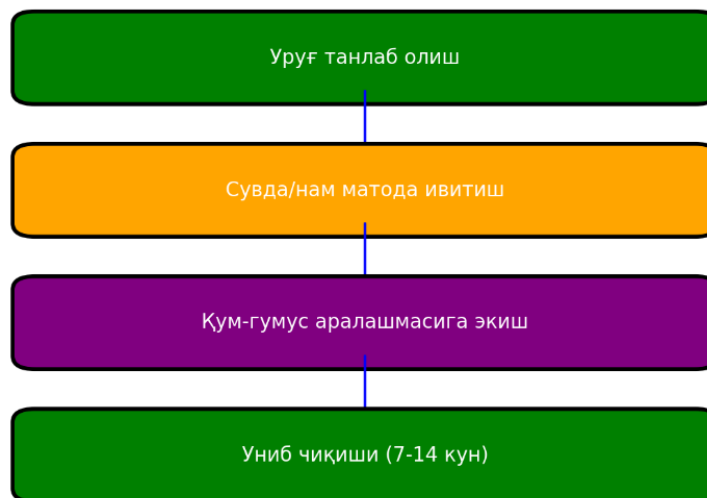 Уруғ танлаб олиш
Сувда/нам матода ивитиш
Қум-гумус аралашмасига экиш
Униб чиқиши (7-14 кун)